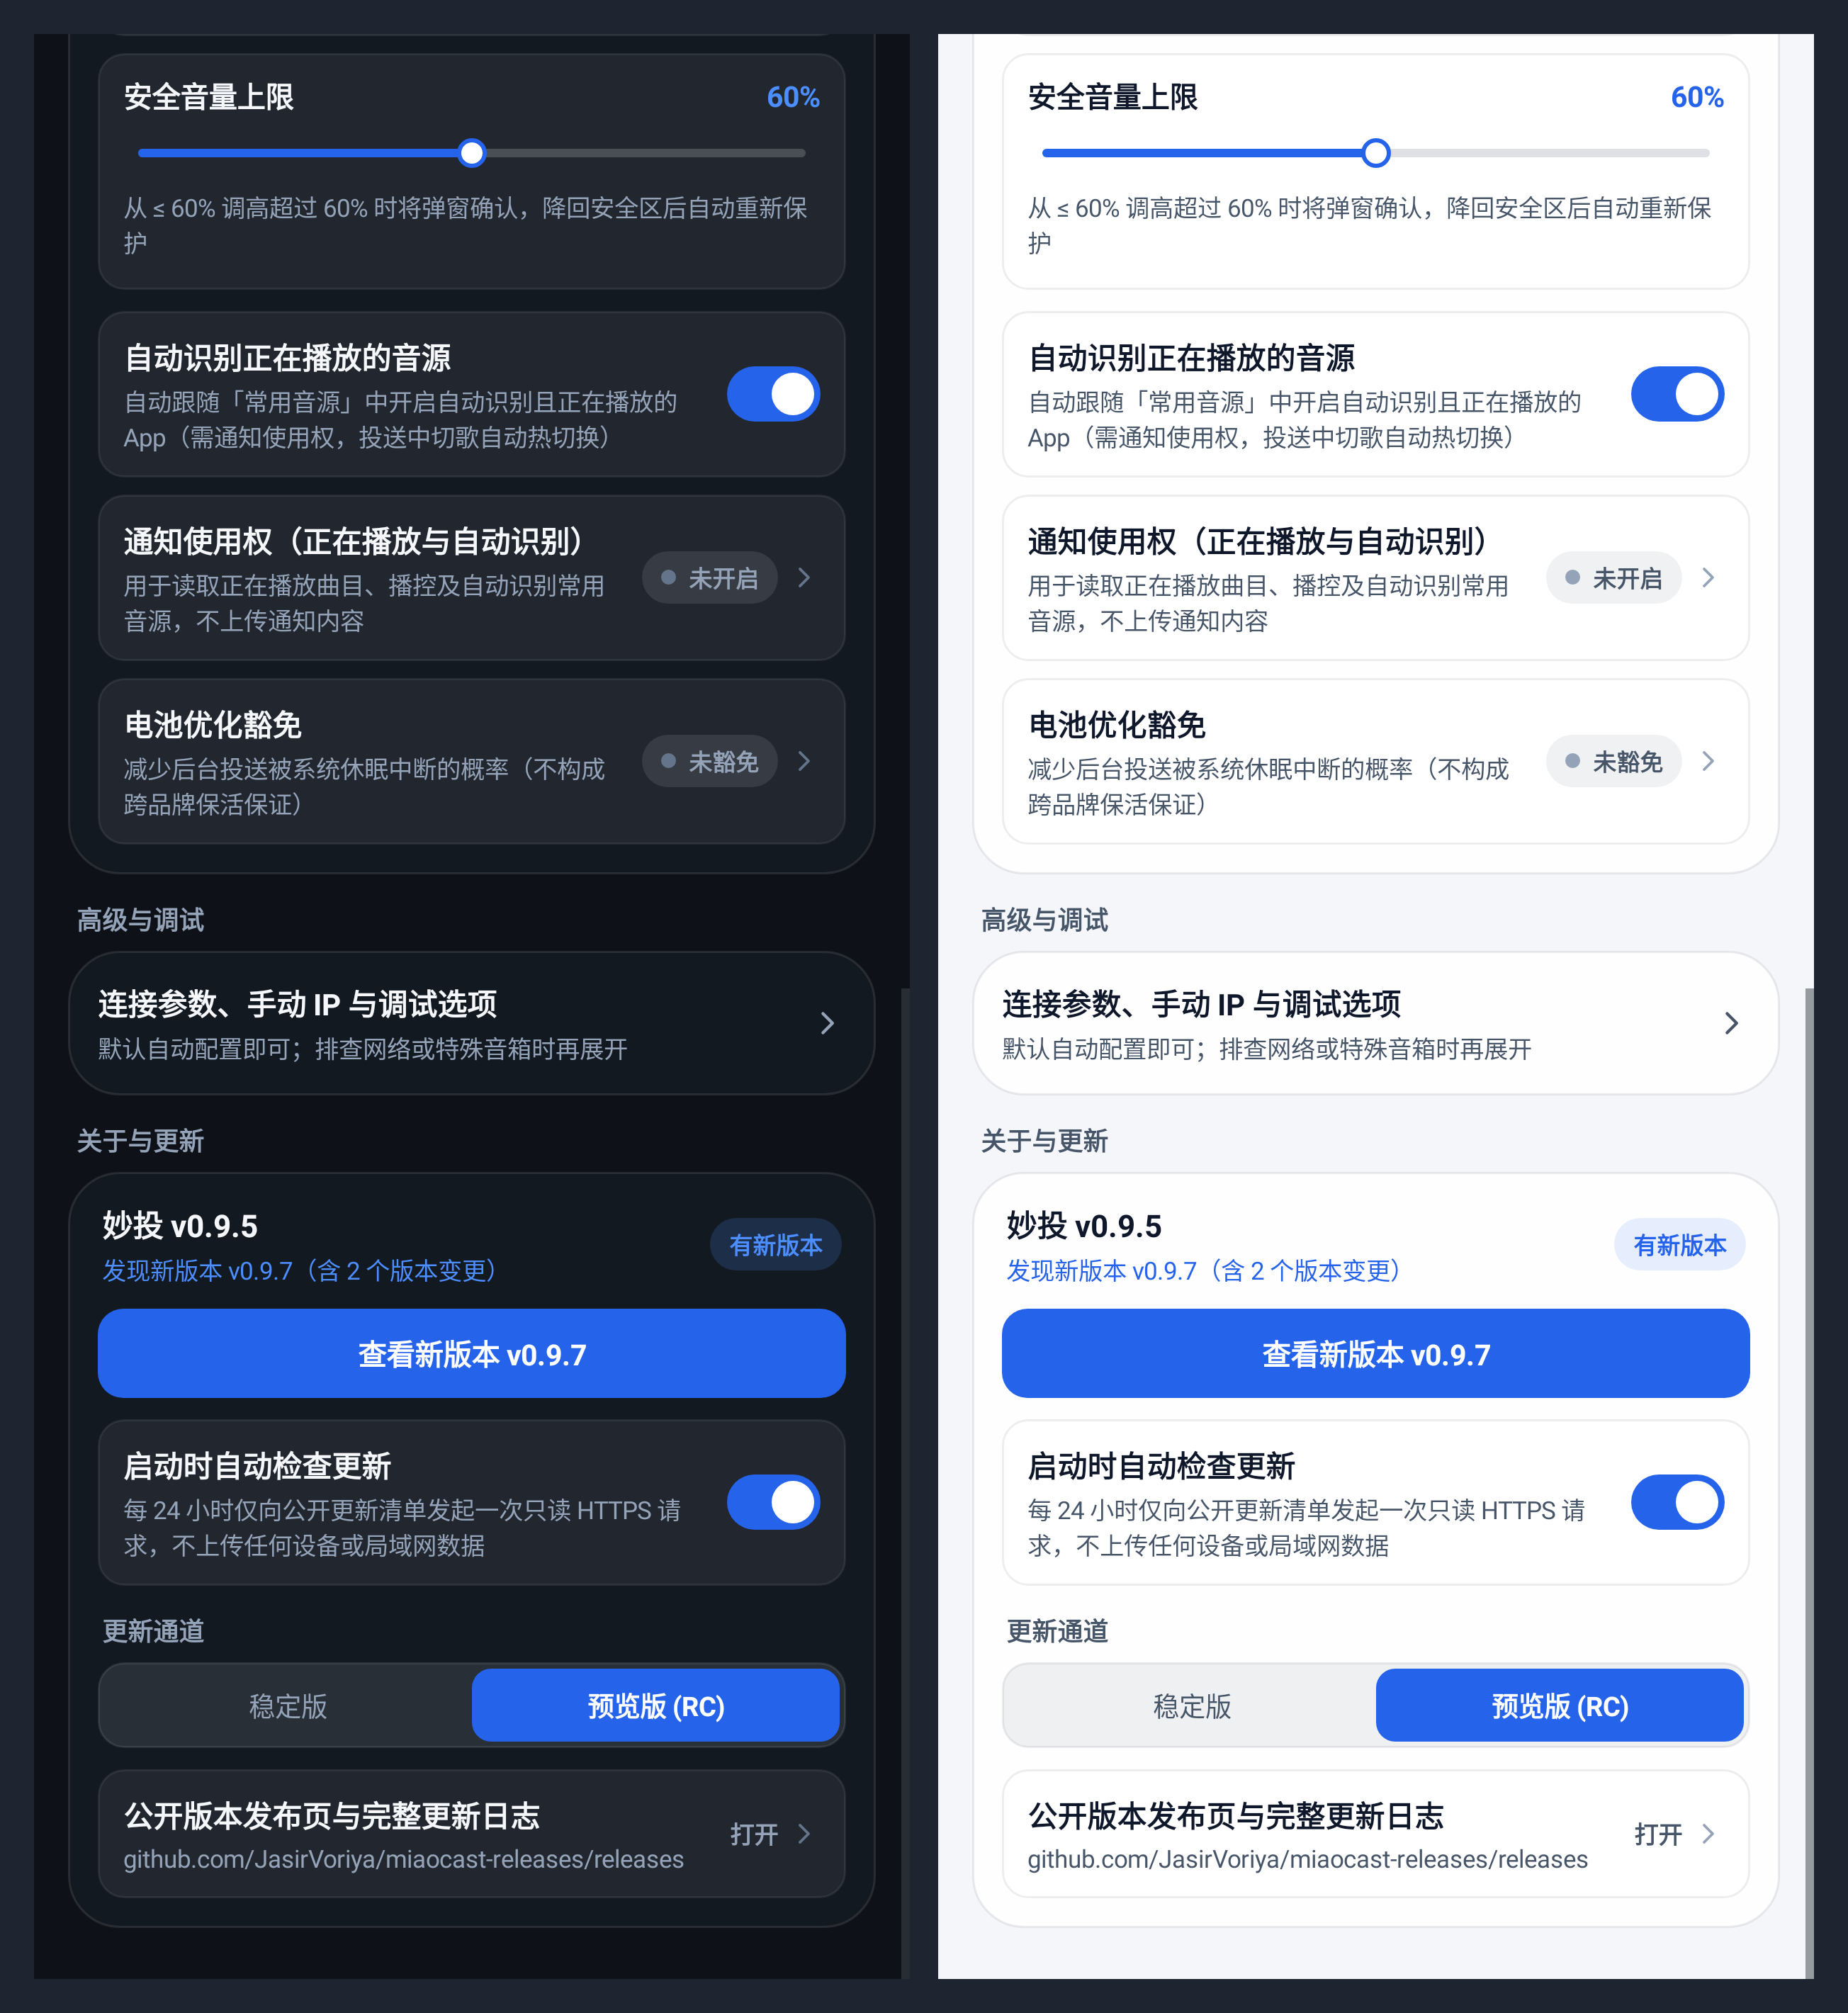 安全音量上限
60%
从 ≤ 60% 调高超过 60% 时将弹窗确认，降回安全区后自动重新保
护
自动识别正在播放的音源
自动跟随「常用音源」中开启自动识别且正在播放的
App（需通知使用权，投送中切歌自动热切换）
通知使用权（正在播放与自动识别）
用于读取正在播放曲目、播控及自动识别常用
音源，不上传通知内容
未开启
电池优化豁免
减少后台投送被系统休眠中断的概率（不构成
跨品牌保活保证）
未豁免
高级与调试
连接参数、手动 IP 与调试选项
默认自动配置即可；排查网络或特殊音箱时再展开
关于与更新
妙投 v0.9.5
发现新版本 v0.9.7（含 2 个版本变更）
有新版本
查看新版本 v0.9.7
启动时自动检查更新
每 24 小时仅向公开更新清单发起一次只读 HTTPS 请
求，不上传任何设备或局域网数据
更新通道
稳定版
预览版 (RC)
公开版本发布页与完整更新日志
github.com/JasirVoriya/miaocast-releases/releases
打开
安全音量上限
60%
从 ≤ 60% 调高超过 60% 时将弹窗确认，降回安全区后自动重新保
护
自动识别正在播放的音源
自动跟随「常用音源」中开启自动识别且正在播放的
App（需通知使用权，投送中切歌自动热切换）
通知使用权（正在播放与自动识别）
用于读取正在播放曲目、播控及自动识别常用
音源，不上传通知内容
未开启
电池优化豁免
减少后台投送被系统休眠中断的概率（不构成
跨品牌保活保证）
未豁免
高级与调试
连接参数、手动 IP 与调试选项
默认自动配置即可；排查网络或特殊音箱时再展开
关于与更新
妙投 v0.9.5
发现新版本 v0.9.7（含 2 个版本变更）
有新版本
查看新版本 v0.9.7
启动时自动检查更新
每 24 小时仅向公开更新清单发起一次只读 HTTPS 请
求，不上传任何设备或局域网数据
更新通道
稳定版
预览版 (RC)
公开版本发布页与完整更新日志
github.com/JasirVoriya/miaocast-releases/releases
打开